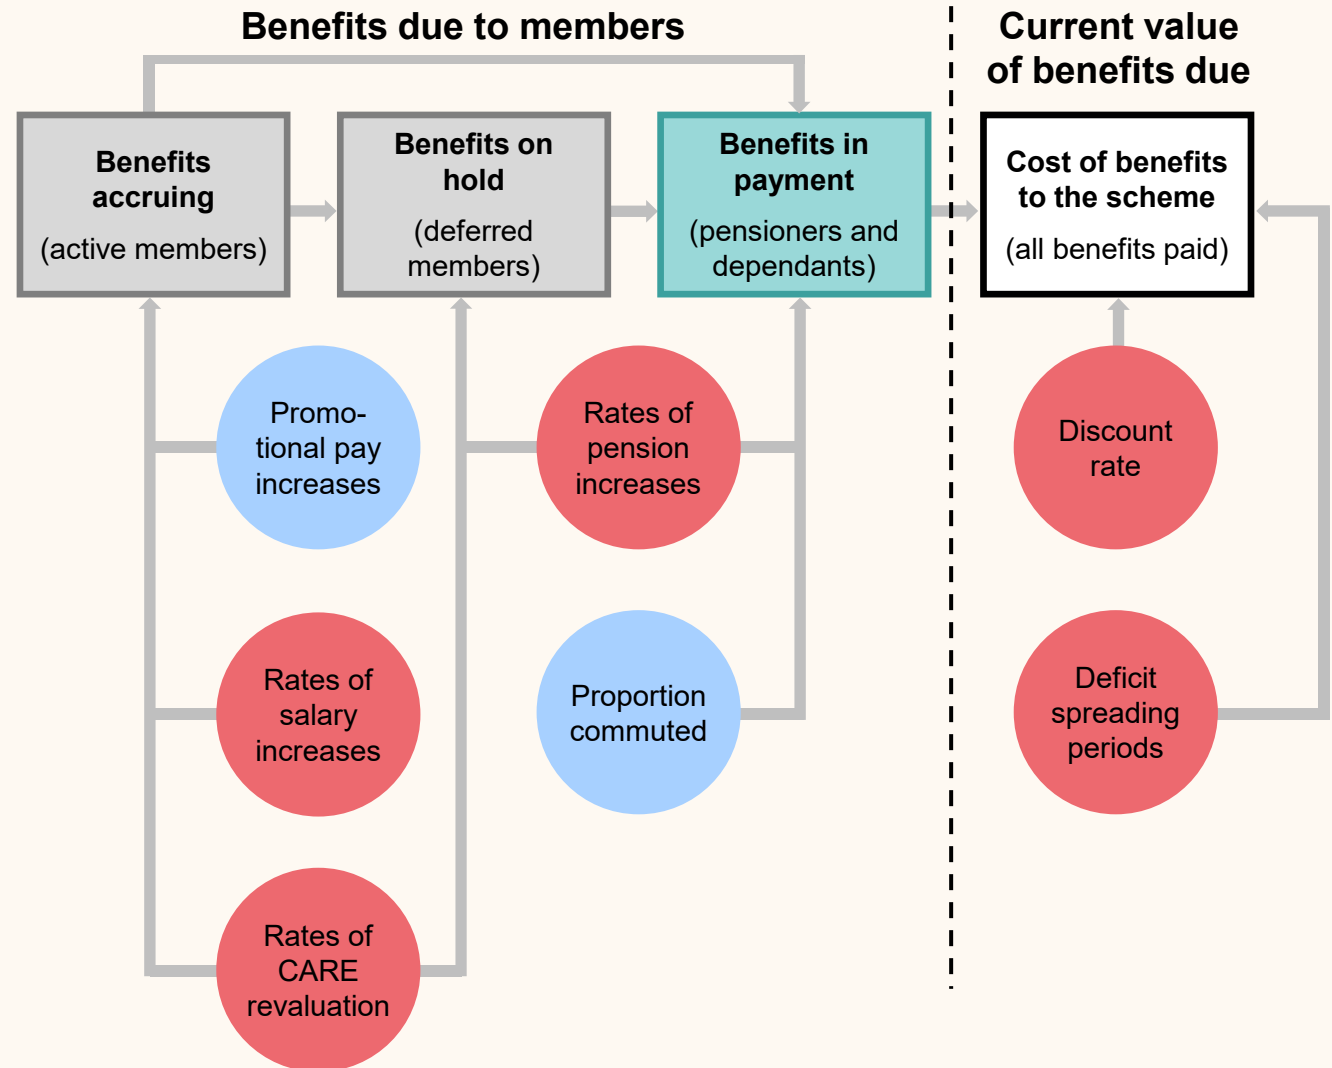 Benefits due to members
Current value
of benefits due
Benefits
accruing
(active members)
Benefits on
hold
(deferred
members)
Benefits in
payment
(pensioners and
dependants)
Cost of benefits
to the scheme
(all benefits paid)
Promo-
tional pay
increases
Rates of
pension
increases
Discount
rate
Rates of
salary
increases
Proportion
commuted
Deficit
spreading
periods
Rates of
CARE
revaluation